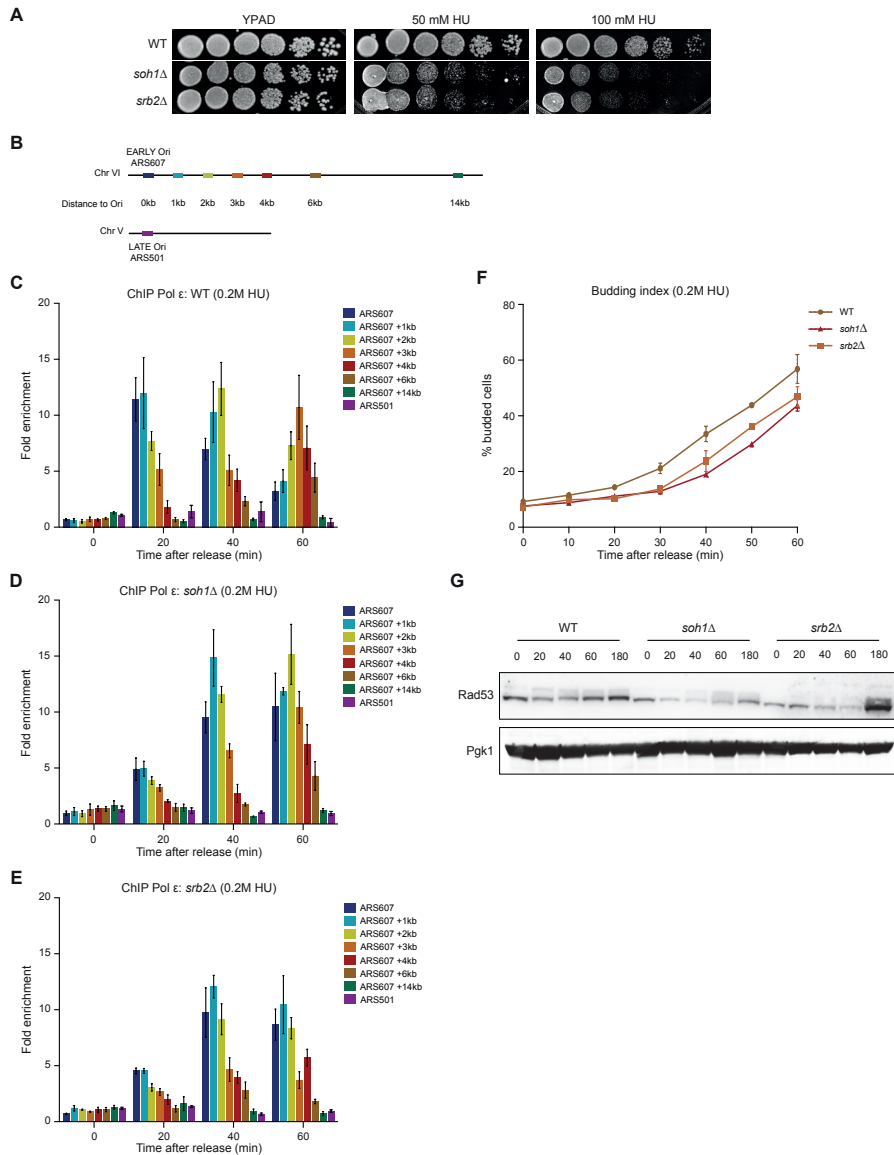 A
YPAD
50 mM HU
100 mM HU
WT
soh1Δ
srb2Δ
B
EARLY Ori
ARS607
Chr VI
Distance to Ori
0kb
1kb
2kb
3kb
4kb
6kb
14kb
Chr V
LATE Ori
ARS501
C
ChIP Pol ε: WT (0.2M HU)
Fold enrichment
20
15
10
5
0
0
20
40
60
Time after release (min)
ARS607
ARS607 +1kb
ARS607 +2kb
ARS607 +3kb
ARS607 +4kb
ARS607 +6kb
ARS607 +14kb
ARS501
D
ChIP Pol ε: soh1Δ (0.2M HU)
Fold enrichment
20
15
10
5
0
0
20
40
60
Time after release (min)
ARS607
ARS607 +1kb
ARS607 +2kb
ARS607 +3kb
ARS607 +4kb
ARS607 +6kb
ARS607 +14kb
ARS501
E
ChIP Pol ε: srb2Δ (0.2M HU)
Fold enrichment
20
15
10
5
0
0
20
40
60
Time after release (min)
ARS607
ARS607 +1kb
ARS607 +2kb
ARS607 +3kb
ARS607 +4kb
ARS607 +6kb
ARS607 +14kb
ARS501
F
Budding index (0.2M HU)
% budded cells
80
60
40
20
0
0
10
20
30
40
50
60
Time after release (min)
WT
soh1Δ
srb2Δ
G
WT
soh1Δ
srb2Δ
0 20 40 60 180 0 20 40 60 180 0 20 40 60 180
Rad53
Pgk1